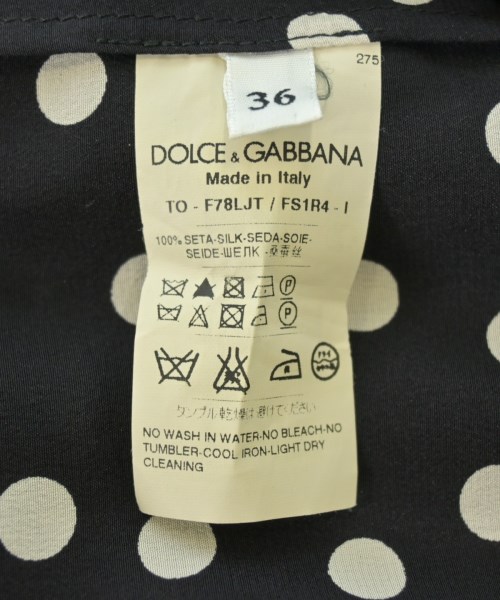 275
36
DOLCE & GABBANA
Made in Italy
TO - F78LJT / FS1R4 - I
100% SETA-SILK-SEDA-SOIE-
SEIDE-ШЕЛК -桑蚕丝
タンブル乾燥は避けてください
NO WASH IN WATER-NO BLEACH-NO
TUMBLER-COOL IRON-LIGHT DRY
CLEANING